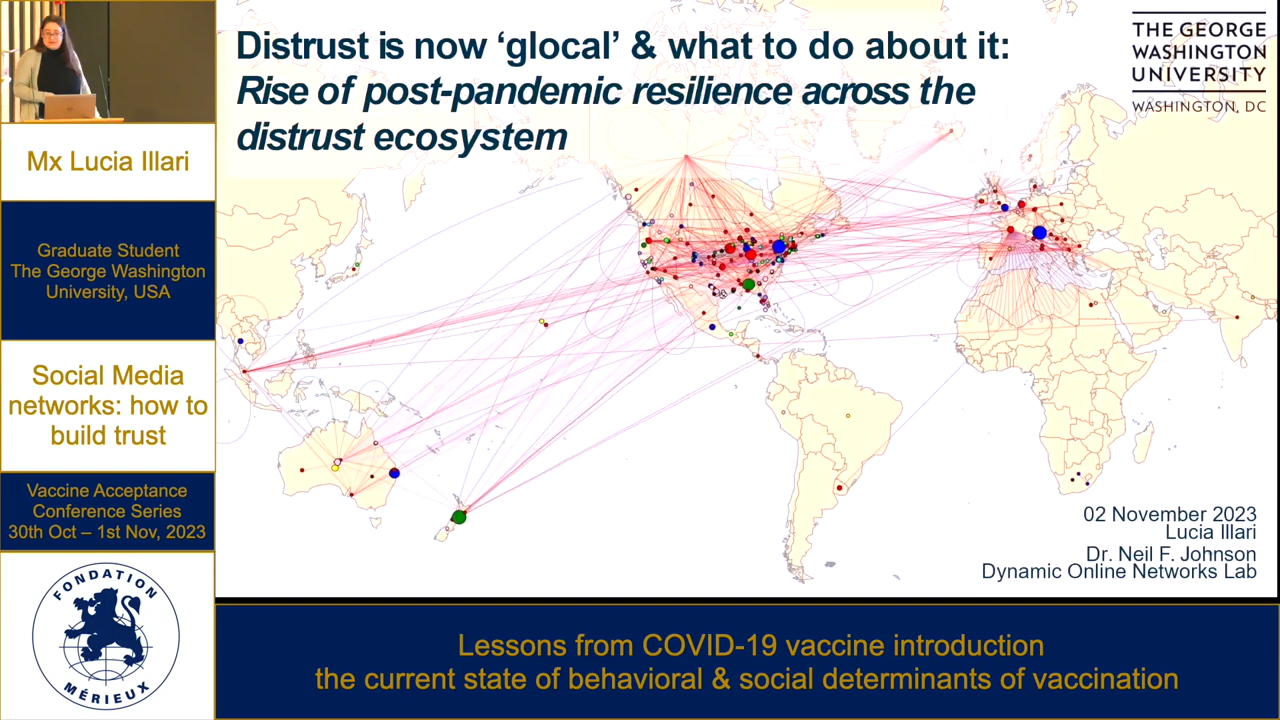 Distrust is now ‘glocal’ & what to do about it:
Rise of post-pandemic resilience across the
distrust ecosystem
THE GEORGE
WASHINGTON
UNIVERSITY
WASHINGTON, DC
Mx Lucia Illari
Graduate Student
The George Washington
University, USA
Social Media
networks: how to
build trust
Vaccine Acceptance
Conference Series
30th Oct – 1st Nov, 2023
FONDATION
MÉRIEUX
02 November 2023
Lucia Illari
Dr. Neil F. Johnson
Dynamic Online Networks Lab
Lessons from COVID-19 vaccine introduction
the current state of behavioral & social determinants of vaccination